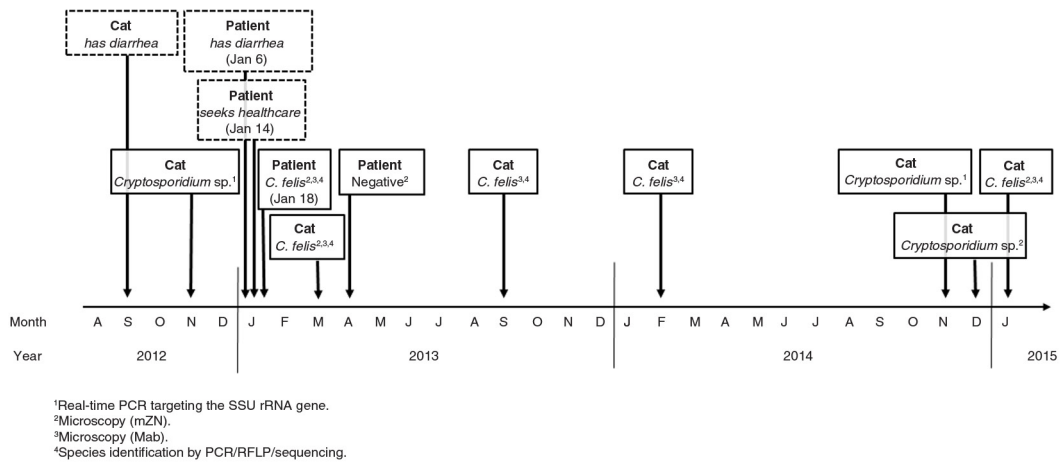 Cat
has diarrhea
Patient
has diarrhea
(Jan 6)
Patient
seeks healthcare
(Jan 14)
Cat
Cryptosporidium sp.¹
Patient
C. felis²,³,⁴
(Jan 18)
Patient
Negative²
Cat
C. felis³,⁴
Cat
C. felis³,⁴
Cat
Cryptosporidium sp.¹
Cat
C. felis²,³,⁴
Cat
C. felis²,³,⁴
Cat
Cryptosporidium sp.²
Month A S O N D J F M A M J J A S O N D J F M A M J J A S O N D J
Year 2012 2013 2014 2015
¹Real-time PCR targeting the SSU rRNA gene.
²Microscopy (mZN).
³Microscopy (Mab).
⁴Species identification by PCR/RFLP/sequencing.